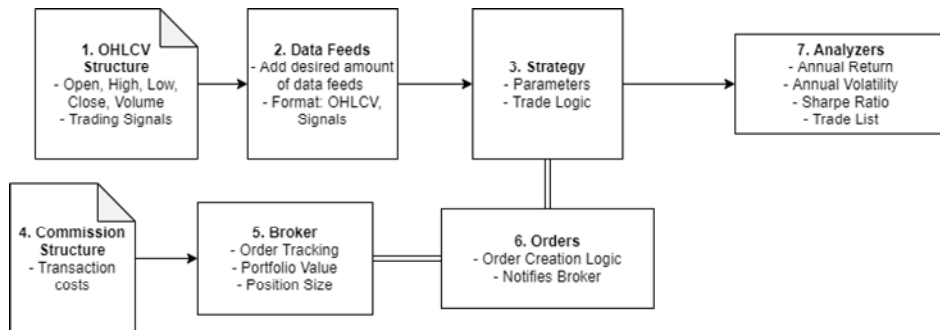 1. OHLCV
Structure
- Open, High, Low,
Close, Volume
- Trading Signals
2. Data Feeds
- Add desired amount
of data feeds
- Format: OHLCV,
Signals
3. Strategy
- Parameters
- Trade Logic
7. Analyzers
- Annual Return
- Annual Volatility
- Sharpe Ratio
- Trade List
4. Commission
Structure
- Transaction
costs
5. Broker
- Order Tracking
- Portfolio Value
- Position Size
6. Orders
- Order Creation Logic
- Notifies Broker